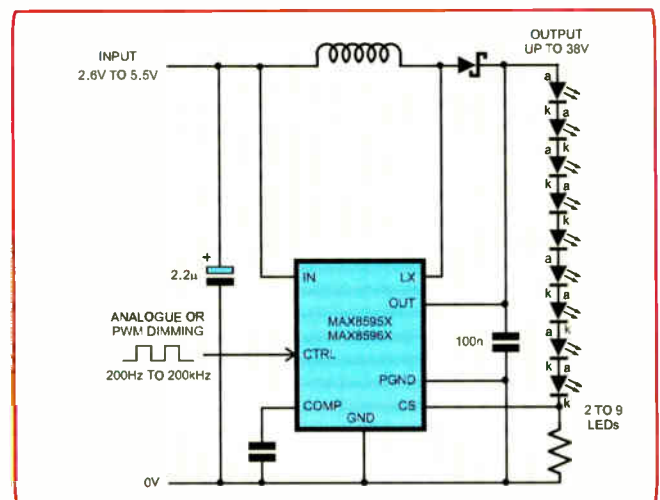 INPUT
2.6V TO 5.5V
OUTPUT
UP TO 38V
a
k
a
k
a
k
a
k
a
k
a
k
a
k
a
k
a
k
+
2.2µ
IN
LX
OUT
MAX8595X
MAX8596X
100n
ANALOGUE OR
PWM DIMMING
CTRL
200Hz TO 200kHz
PGND
COMP
CS
GND
2 TO 9
LEDs
0V